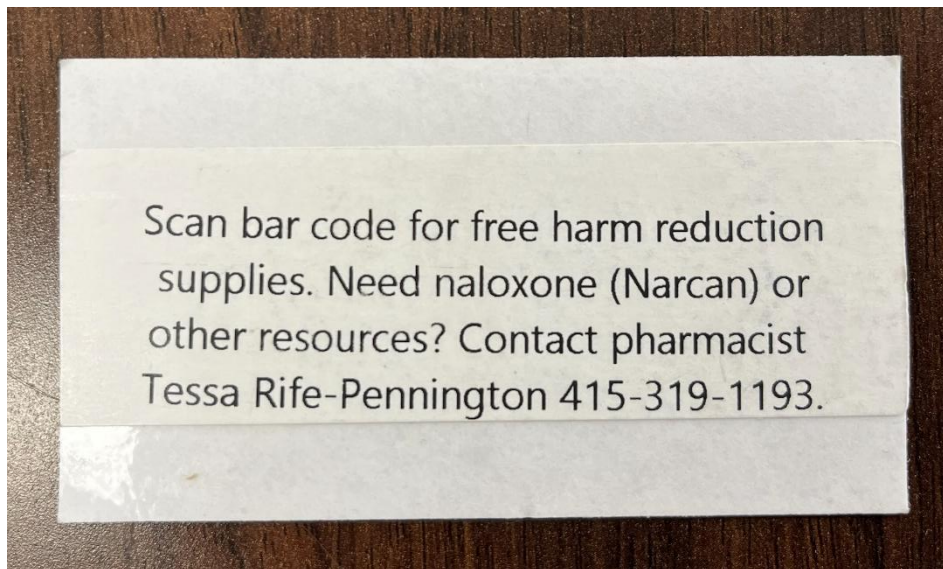 Scan bar code for free harm reduction
supplies. Need naloxone (Narcan) or
other resources? Contact pharmacist
Tessa Rife-Pennington 415-319-1193.